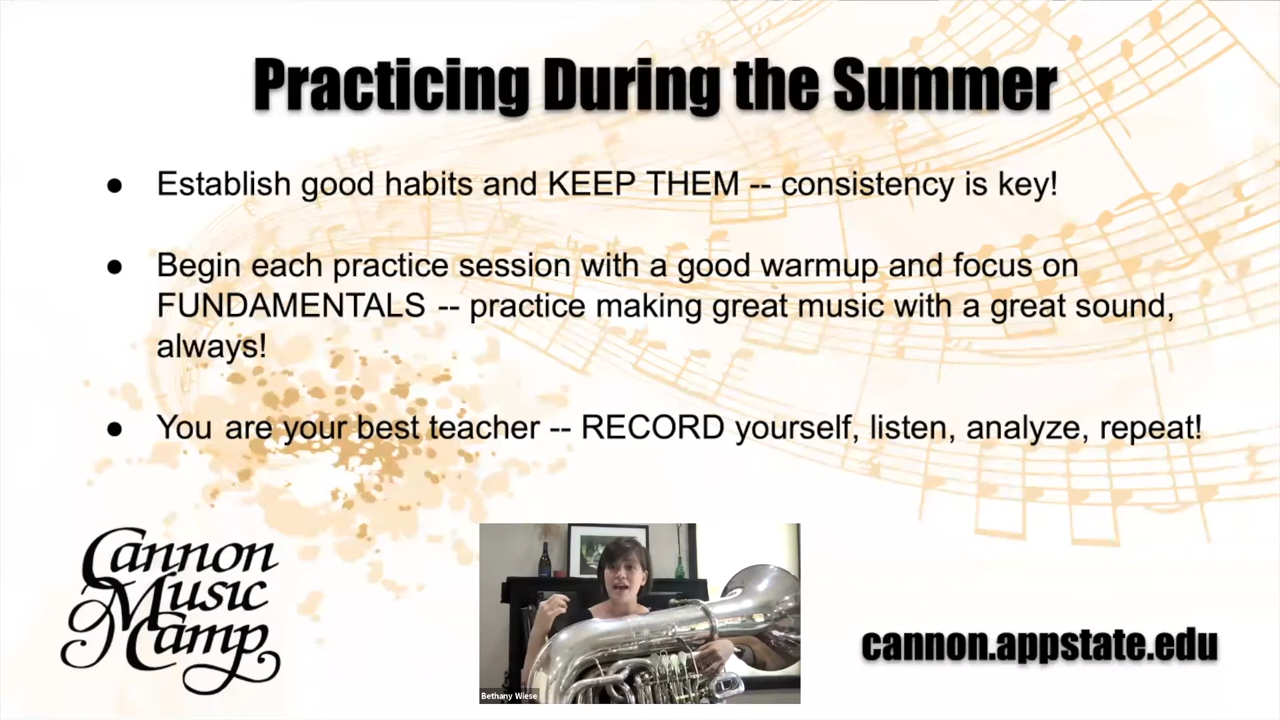 Practicing During the Summer
● Establish good habits and KEEP THEM -- consistency is key!
● Begin each practice session with a good warmup and focus on
FUNDAMENTALS -- practice making great music with a great sound,
always!
● You are your best teacher -- RECORD yourself, listen, analyze, repeat!
Cannon
Music
Camp
Bethany Wiese
cannon.appstate.edu